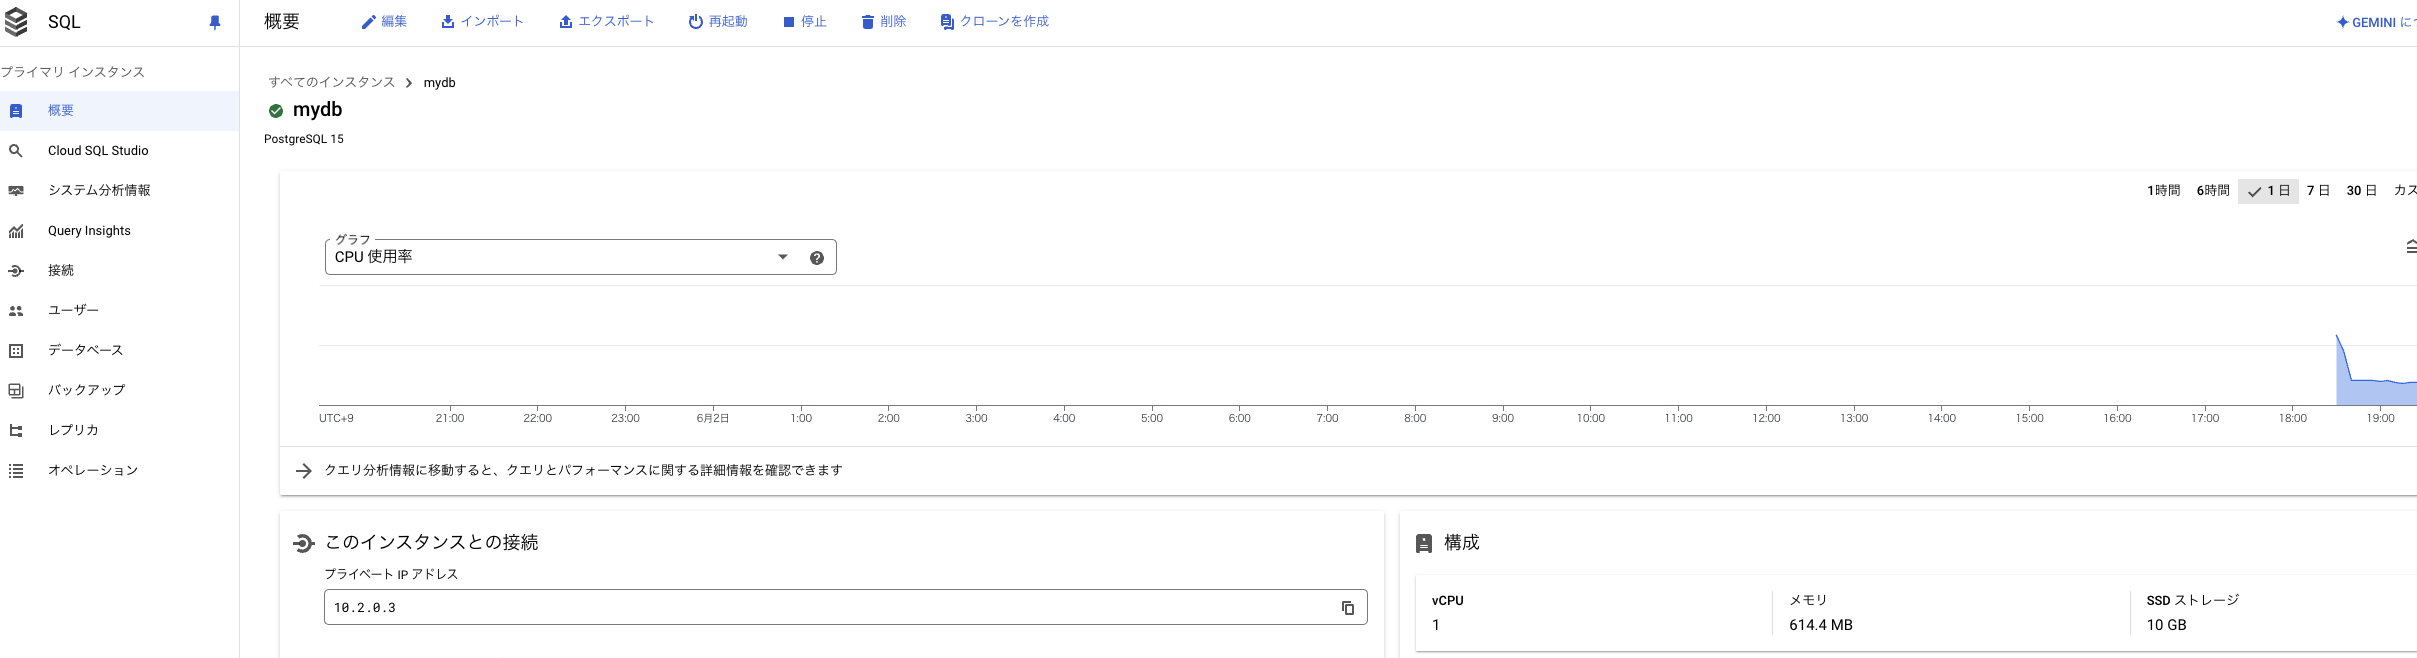 SQL
プライマリ インスタンス
概要
Cloud SQL Studio
システム分析情報
Query Insights
接続
ユーザー
データベース
バックアップ
レプリカ
オペレーション
概要 編集 インポート エクスポート 再起動 停止 削除 クローンを作成 GEMINI に
すべてのインスタンス mydb
mydb
PostgreSQL 15
1時間 6時間 1 日 7 日 30 日 カス
グラフ
CPU 使用率
UTC+9 21:00 22:00 23:00 6月2日 1:00 2:00 3:00 4:00 5:00 6:00 7:00 8:00 9:00 10:00 11:00 12:00 13:00 14:00 15:00 16:00 17:00 18:00 19:00
クエリ分析情報に移動すると、クエリとパフォーマンスに関する詳細情報を確認できます
このインスタンスとの接続
プライベート IP アドレス
10.2.0.3
構成
vCPU メモリ SSD ストレージ
1 614.4 MB 10 GB